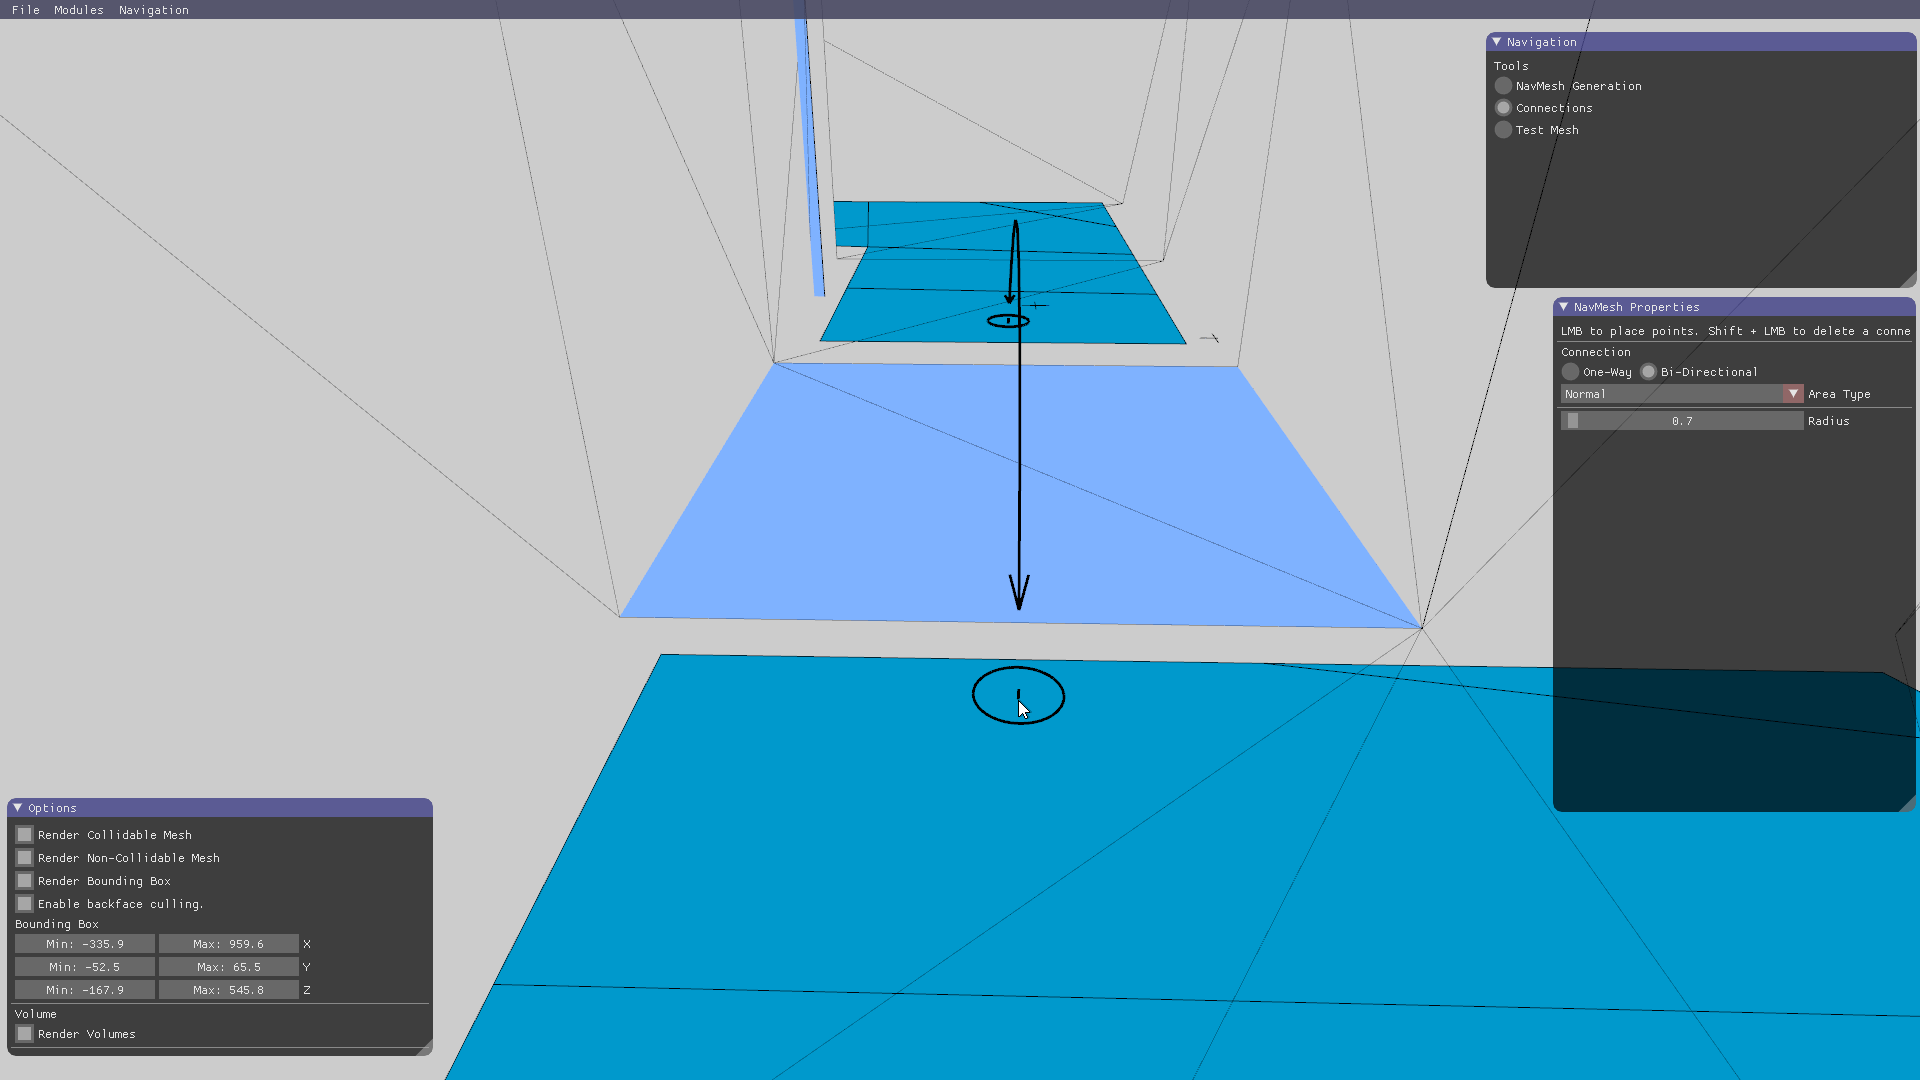 File Modules Navigation
Navigation
Tools
NavMesh Generation
Connections
Test Mesh
NavMesh Properties
LMB to place points. Shift + LMB to delete a conne
Connection
One-Way Bi-Directional
Normal Area Type
0.7 Radius
Options
Render Collidable Mesh
Render Non-Collidable Mesh
Render Bounding Box
Enable backface culling.
Bounding Box
Min: -335.9 Max: 959.6 X
Min: -52.5 Max: 65.5 Y
Min: -167.9 Max: 545.8 Z
Volume
Render Volumes